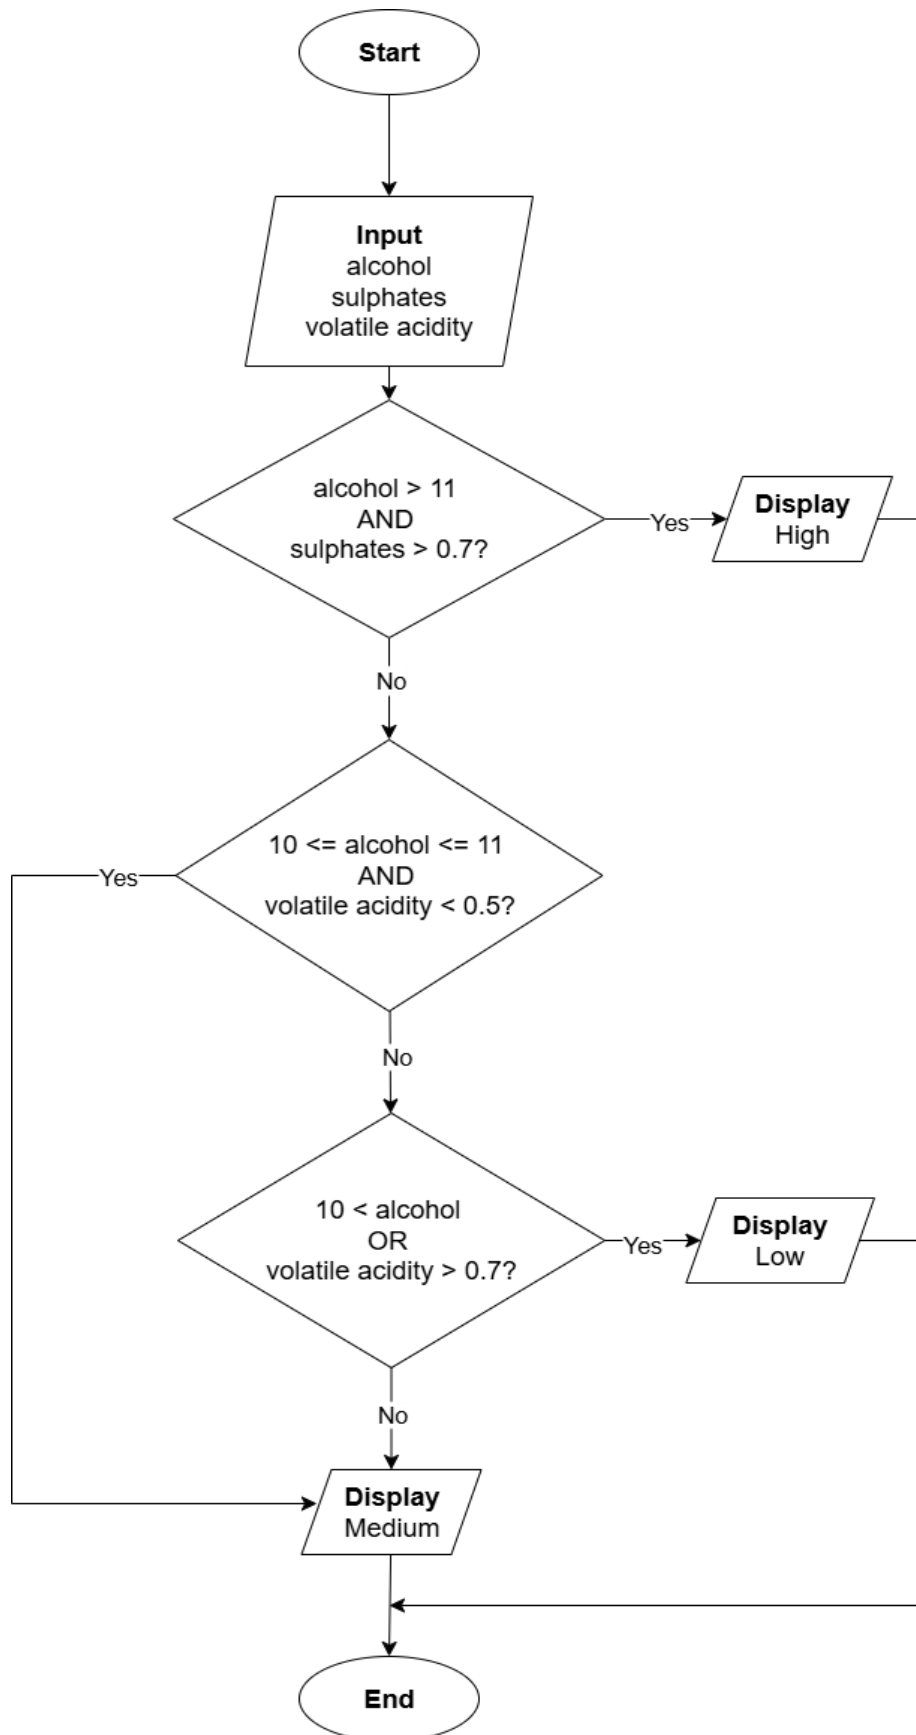 Start
Input
alcohol
sulphates
volatile acidity
alcohol > 11
AND
sulphates > 0.7?
Yes
Display
High
No
10 <= alcohol <= 11
AND
volatile acidity < 0.5?
Yes
No
10 < alcohol
OR
volatile acidity > 0.7?
Yes
Display
Low
No
Display
Medium
End